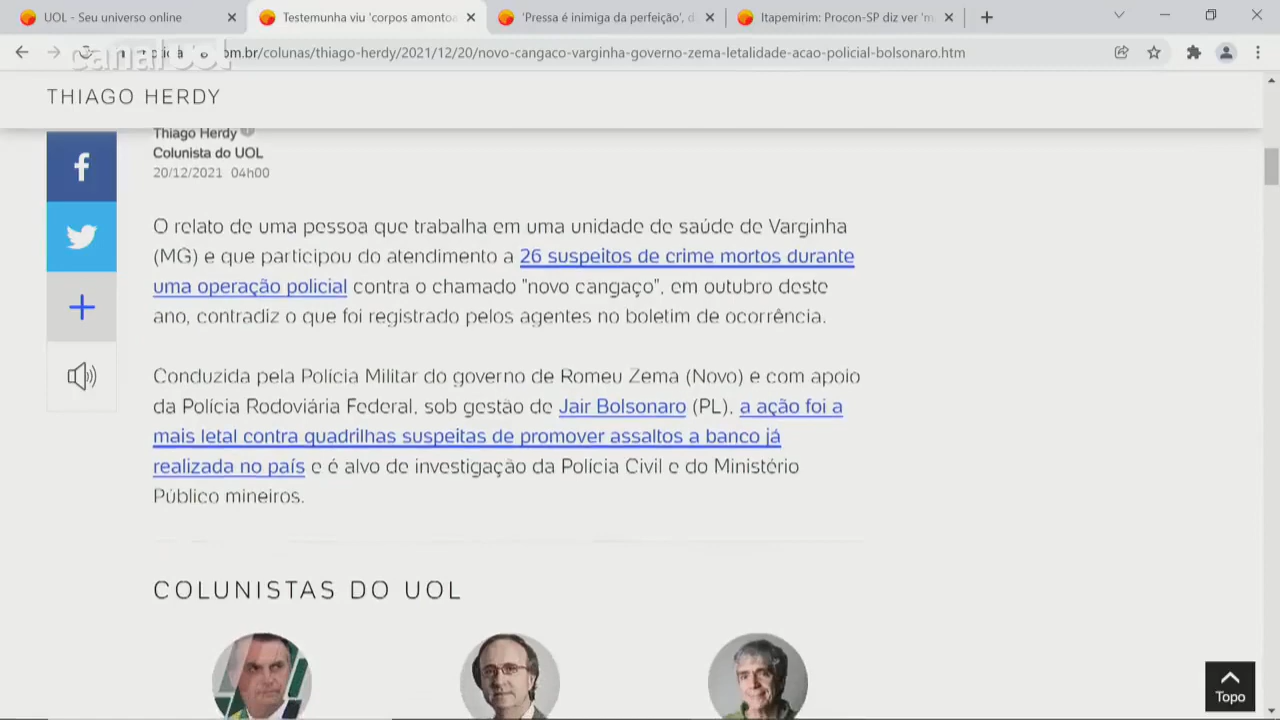 UOL - Seu universo online
Testemunha viu 'corpos amontoa
'Pressa é inimiga da perfeição', d
Itapemirim: Procon-SP diz ver 'm
canal uol
om.br/colunas/thiago-herdy/2021/12/20/novo-cangaco-varginha-governo-zema-letalidade-acao-policial-bolsonaro.htm
THIAGO HERDY
Thiago Herdy
Colunista do UOL
20/12/2021 04h00
O relato de uma pessoa que trabalha em uma unidade de saúde de Varginha
(MG) e que participou do atendimento a 26 suspeitos de crime mortos durante
uma operação policial contra o chamado "novo cangaço", em outubro deste
ano, contradiz o que foi registrado pelos agentes no boletim de ocorrência.
Conduzida pela Polícia Militar do governo de Romeu Zema (Novo) e com apoio
da Polícia Rodoviária Federal, sob gestão de Jair Bolsonaro (PL), a ação foi a
mais letal contra quadrilhas suspeitas de promover assaltos a banco já
realizada no país e é alvo de investigação da Polícia Civil e do Ministério
Público mineiros.
COLUNISTAS DO UOL
Topo